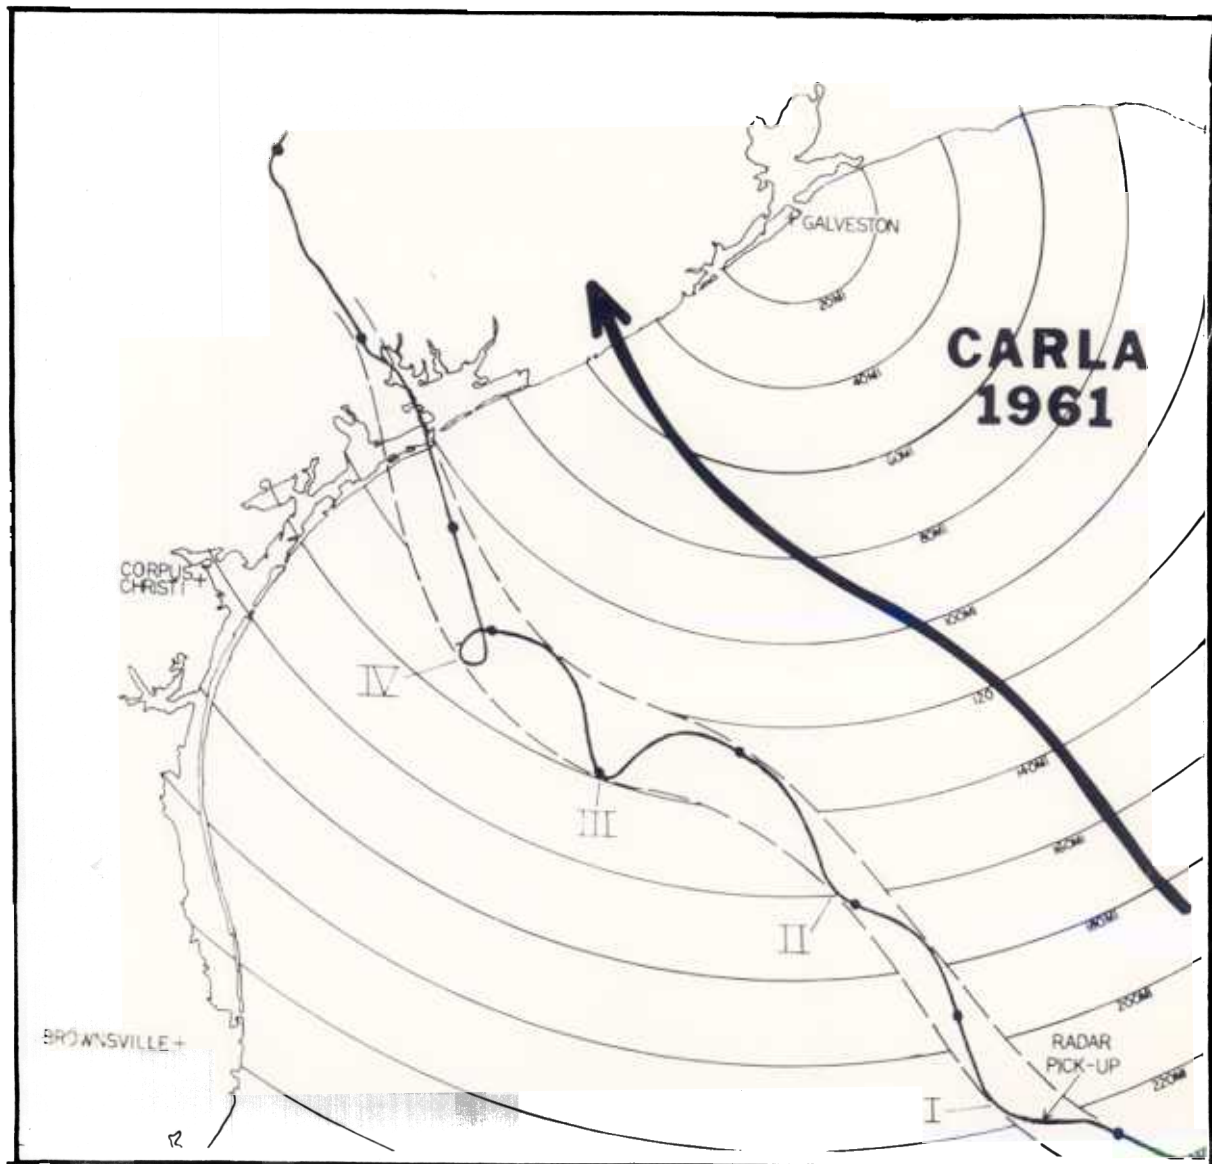 GALVESTON
20MI
CARLA
1961
40MI
60MI
80MI
CORPUS
CHRISTI
100MI
IV
120
140MI
III
160MI
180MI
II
200MI
BROWNSVILLE
RADAR
PICK-UP
220MI
I